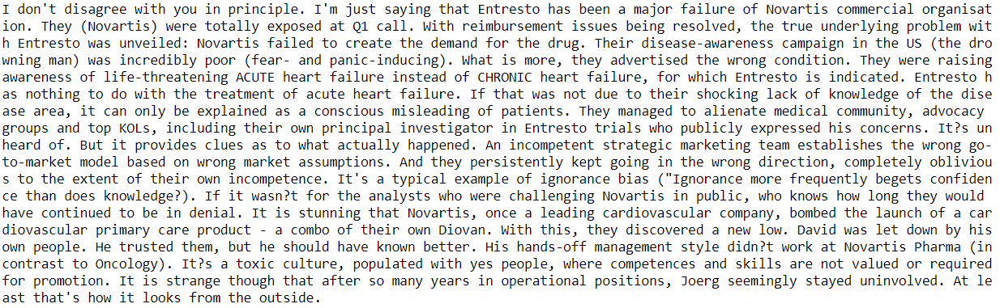 I don't disagree with you in principle. I'm just saying that Entresto has been a major failure of Novartis commercial organisat
ion. They (Novartis) were totally exposed at Q1 call. With reimbursement issues being resolved, the true underlying problem wit
h Entresto was unveiled: Novartis failed to create the demand for the drug. Their disease-awareness campaign in the US (the dro
wning man) was incredibly poor (fear- and panic-inducing). What is more, they advertised the wrong condition. They were raising
awareness of life-threatening ACUTE heart failure instead of CHRONIC heart failure, for which Entresto is indicated. Entresto h
as nothing to do with the treatment of acute heart failure. If that was not due to their shocking lack of knowledge of the dise
ase area, it can only be explained as a conscious misleading of patients. They managed to alienate medical community, advocacy
groups and top KOLs, including their own principal investigator in Entresto trials who publicly expressed his concerns. It?s un
heard of. But it provides clues as to what actually happened. An incompetent strategic marketing team establishes the wrong go-
to-market model based on wrong market assumptions. And they persistently kept going in the wrong direction, completely obliviou
s to the extent of their own incompetence. It's a typical example of ignorance bias ("Ignorance more frequently begets confiden
ce than does knowledge?). If it wasn?t for the analysts who were challenging Novartis in public, who knows how long they would
have continued to be in denial. It is stunning that Novartis, once a leading cardiovascular company, bombed the launch of a car
diovascular primary care product - a combo of their own Diovan. With this, they discovered a new low. David was let down by his
own people. He trusted them, but he should have known better. His hands-off management style didn?t work at Novartis Pharma (in
contrast to Oncology). It?s a toxic culture, populated with yes people, where competences and skills are not valued or required
for promotion. It is strange though that after so many years in operational positions, Joerg seemingly stayed uninvolved. At le
ast that's how it looks from the outside.